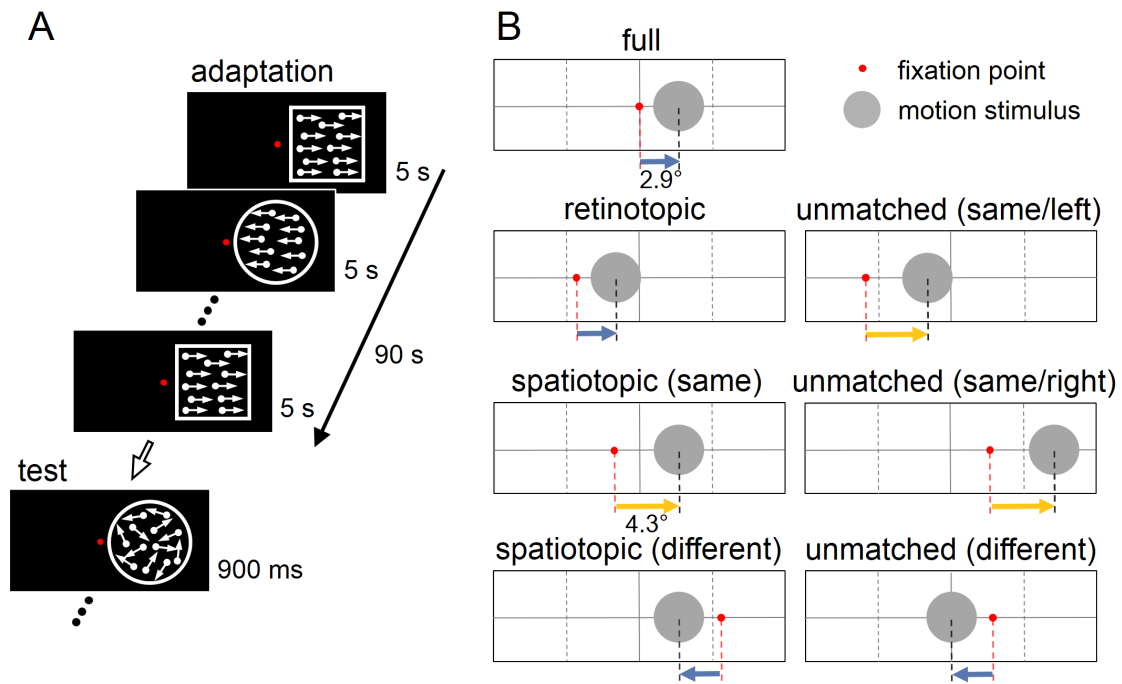 A
adaptation
5 s
5 s
90 s
5 s
test
900 ms
B
full
fixation point
motion stimulus
2.9°
retinotopic
unmatched (same/left)
spatiotopic (same)
unmatched (same/right)
4.3°
spatiotopic (different)
unmatched (different)